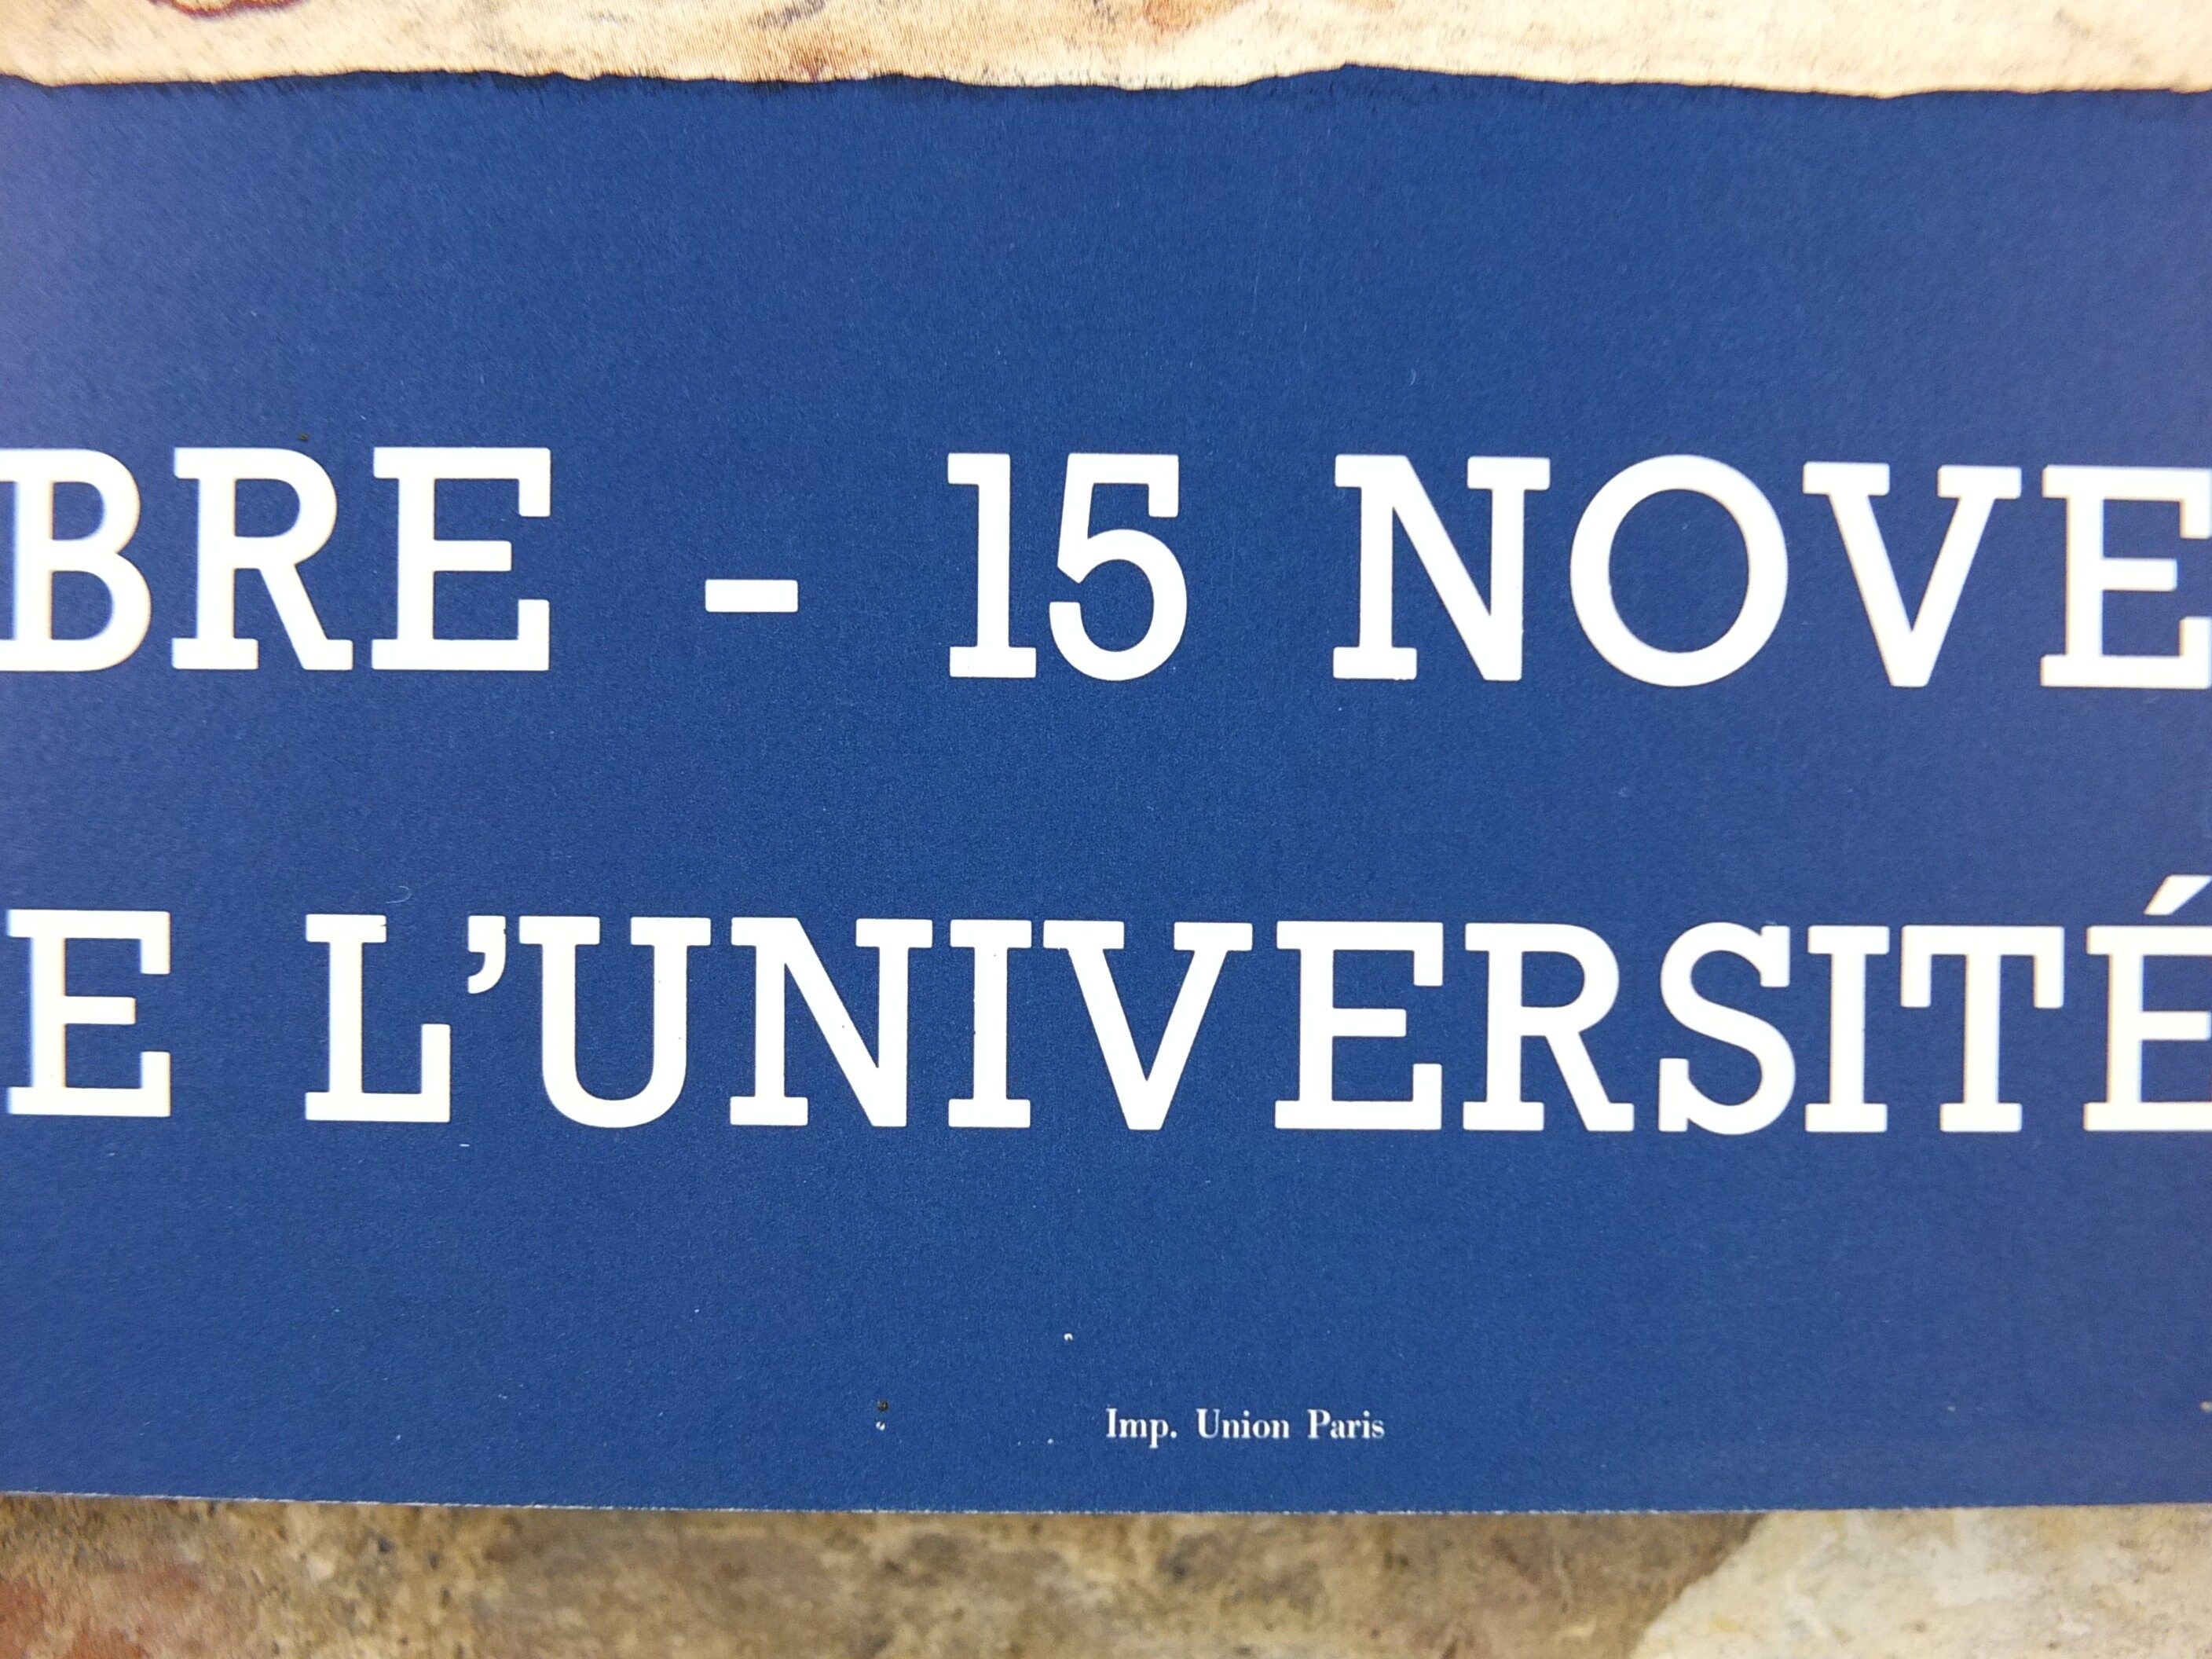 BRE - 15 NOVE
E L'UNIVERSITÉ
Imp. Union Paris